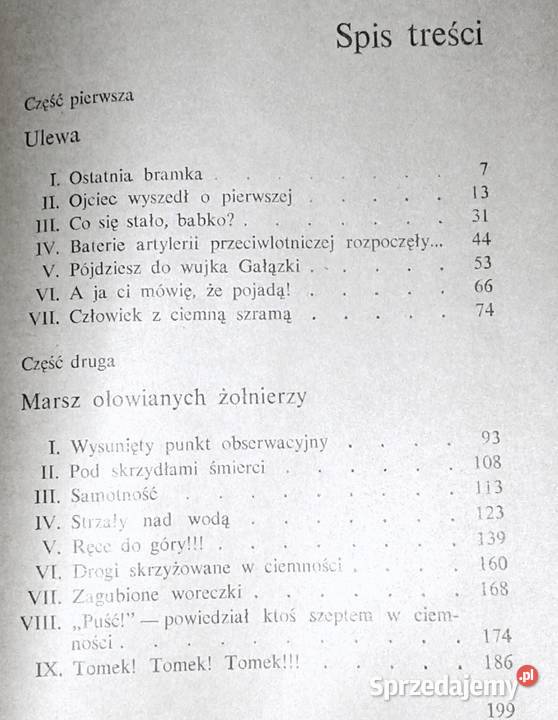 Spis treści
Część pierwsza
Ulewa
I. Ostatnia bramka . . . . . . . 7
II. Ojciec wyszedł o pierwszej . . . . 13
III. Co się stało, babko? . . . . . . 31
IV. Baterie artylerii przeciwlotniczej rozpoczęły... 44
V. Pójdziesz do wujka Gałązki . . . . 53
VI. A ja ci mówię, że pojadą! . . . . 66
VII. Człowiek z ciemną szramą . . . . 74
Część druga
Marsz ołowianych żołnierzy
I. Wysunięty punkt obserwacyjny . . . . 93
II. Pod skrzydłami śmierci . . . . . 108
III. Samotność . . . . . . . . 113
IV. Strzały nad wodą . . . . . . 123
V. Ręce do góry!!! . . . . . . . 139
VI. Drogi skrzyżowane w ciemności . . . . 160
VII. Zagubione woreczki . . . . . . 168
VIII. „Puść!" — powiedział ktoś szeptem w ciem-
ności . . . . . . . . . . 174
IX. Tomek! Tomek! Tomek!!! . . . . 186
Sprzedajemy.pl
199